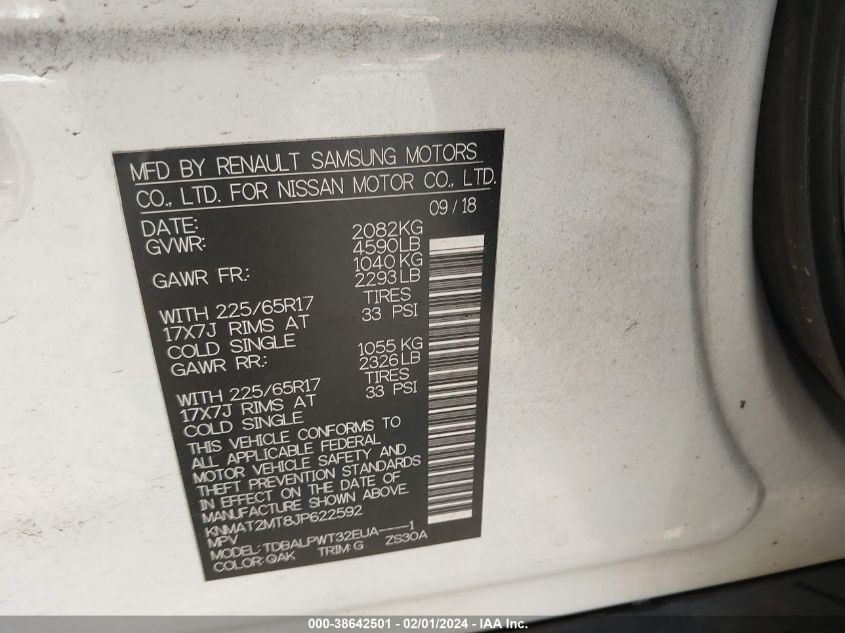 MFD BY RENAULT SAMSUNG MOTORS
CO., LTD. FOR NISSAN MOTOR CO., LTD.
DATE: 09/18
GVWR: 2082KG
4590LB
GAWR FR: 1040KG
2293LB
WITH 225/65R17 TIRES
17X7J RIMS AT 33 PSI
COLD SINGLE
GAWR RR: 1055 KG
2326LB
WITH 225/65R17 TIRES
17X7J RIMS AT 33 PSI
COLD SINGLE
THIS VEHICLE CONFORMS TO
ALL APPLICABLE FEDERAL
MOTOR VEHICLE SAFETY AND
THEFT PREVENTION STANDARDS
IN EFFECT ON THE DATE OF
MANUFACTURE SHOWN ABOVE.
KNMAT2MT8JP622592
MPV
MODEL: TDBALPWT32EUA----1
COLOR: QAK TRIM: G ZS30A
000-38642501 - 02/01/2024 - IAA Inc.